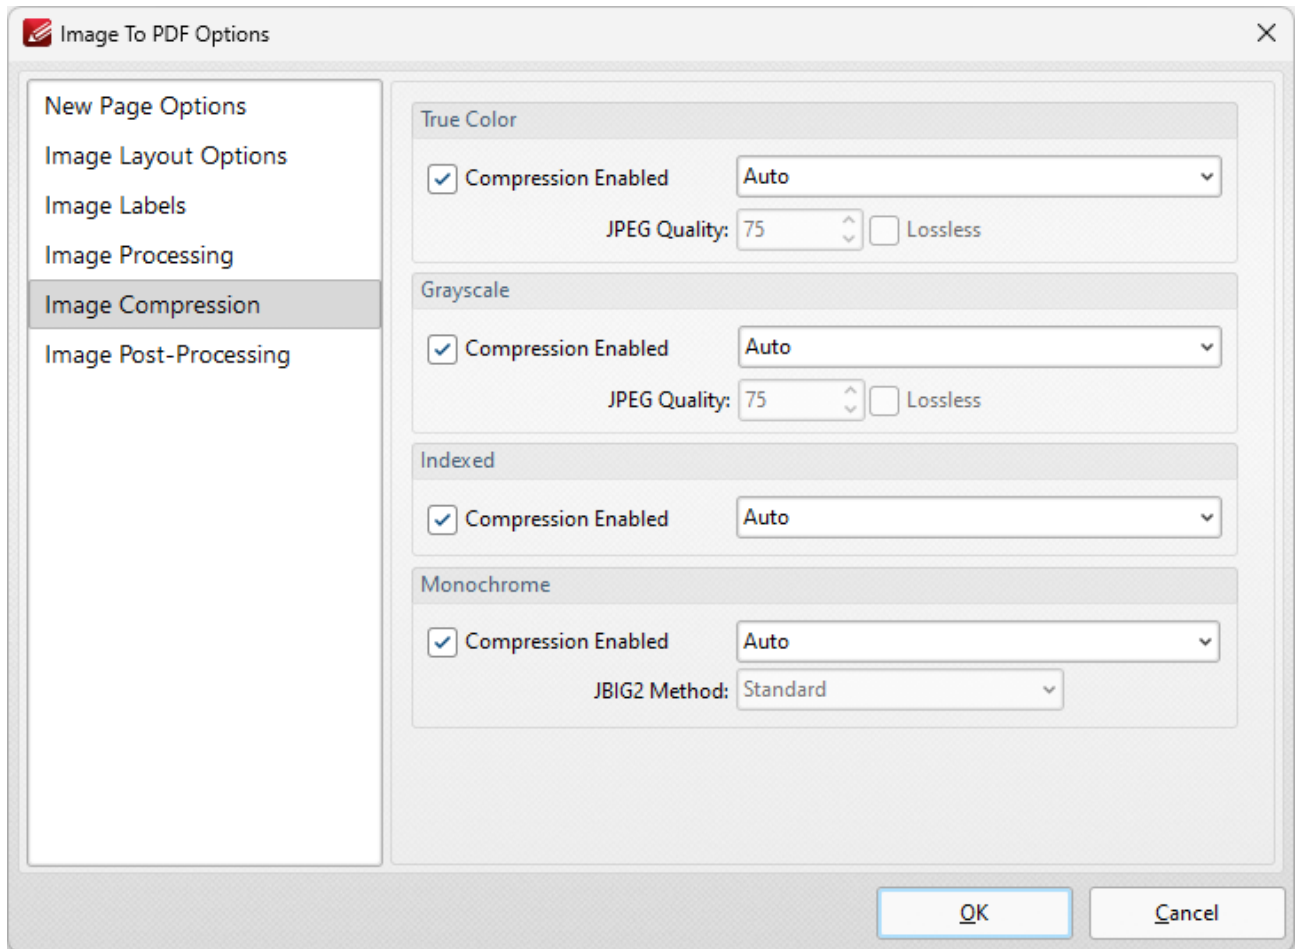 Image To PDF Options
New Page Options
Image Layout Options
Image Labels
Image Processing
Image Compression
Image Post-Processing
True Color
Compression Enabled Auto
JPEG Quality: 75 Lossless
Grayscale
Compression Enabled Auto
JPEG Quality: 75 Lossless
Indexed
Compression Enabled Auto
Monochrome
Compression Enabled Auto
JBIG2 Method: Standard
OK Cancel